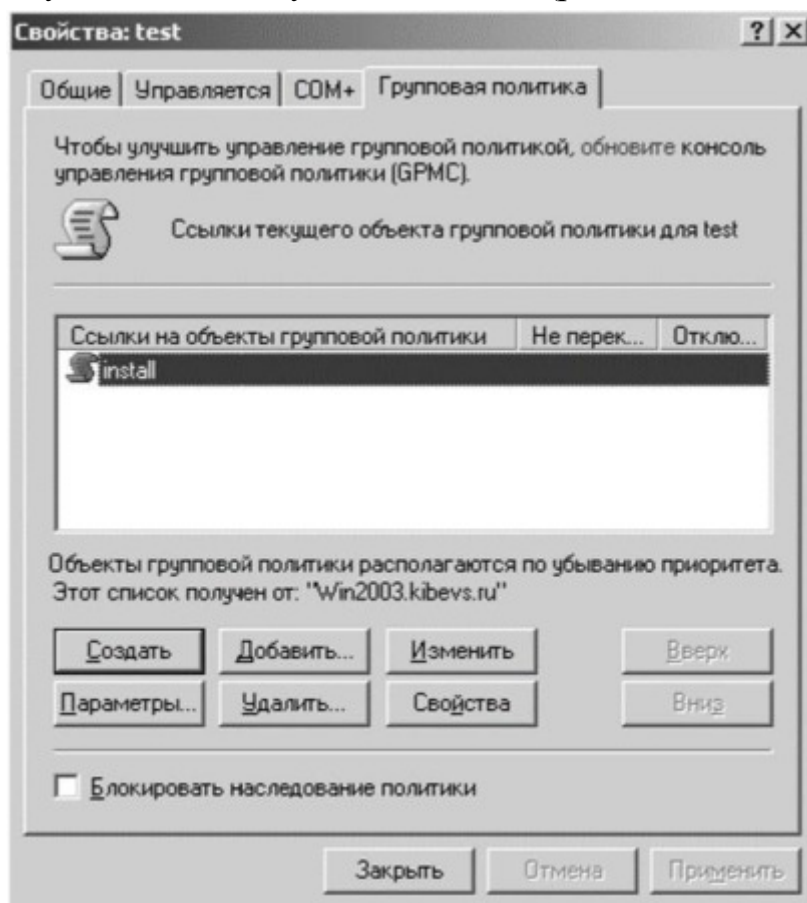 Свойства: test
Общие Управляется COM+ Групповая политика
Чтобы улучшить управление групповой политикой, обновите консоль
управления групповой политики (GPMC).
Ссылки текущего объекта групповой политики для test
Ссылки на объекты групповой политики Не перек... Отклю...
install
Объекты групповой политики располагаются по убыванию приоритета.
Этот список получен от: "Win2003.kibevs.ru"
Создать Добавить... Изменить Вверх
Параметры... Удалить... Свойства Вниз
Блокировать наследование политики
Закрыть Отмена Применить